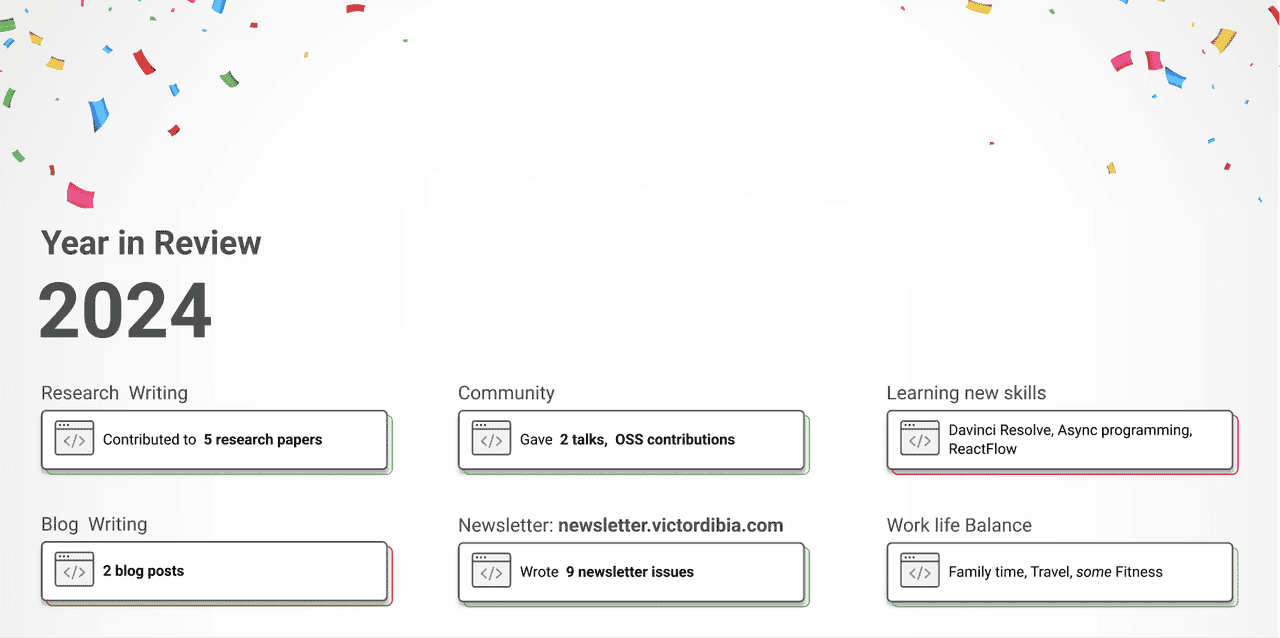 Year in Review
2024
Research Writing
</> Contributed to 5 research papers
Community
</> Gave 2 talks, OSS contributions
Learning new skills
</> Davinci Resolve, Async programming,
ReactFlow
Blog Writing
</> 2 blog posts
Newsletter: newsletter.victordibia.com
</> Wrote 9 newsletter issues
Work life Balance
</> Family time, Travel, some Fitness